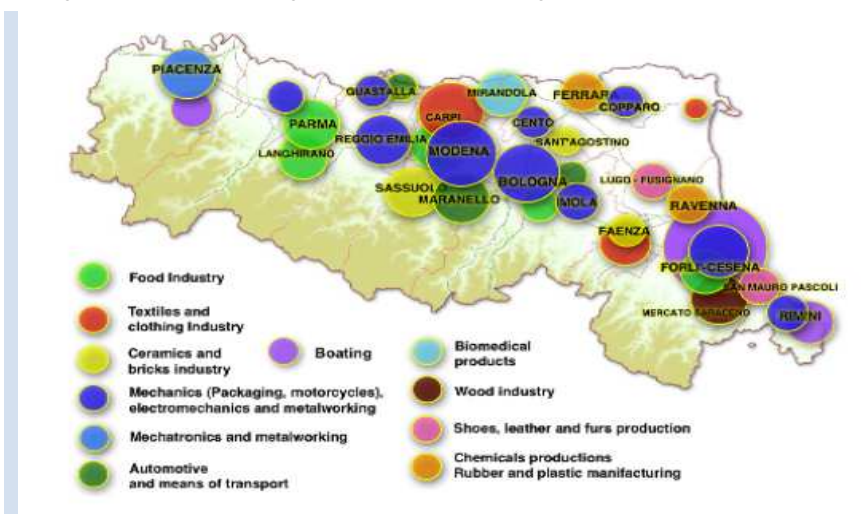 PIACENZA
GUASTALLA
MIRANDOLA
FERRARA
COPPARO
PARMA
CARPI
CENTO
REGGIO EMILIA
SANT'AGOSTINO
LANGHIRANO
MODENA
BOLOGNA
LUGO - FUSIGNANO
SASSUOLO
MARANELLO
IMOLA
RAVENNA
FAENZA
FORLI-CESENA
SAN MAURO PASCOLI
MERCATO SARACENO
RIMINI
Food Industry
Textiles and
clothing Industry
Ceramics and
bricks industry
Boating
Mechanics (Packaging, motorcycles),
electromechanics and metalworking
Mechatronics and metalworking
Automotive
and means of transport
Biomedical
products
Wood industry
Shoes, leather and furs production
Chemicals productions
Rubber and plastic manifacturing